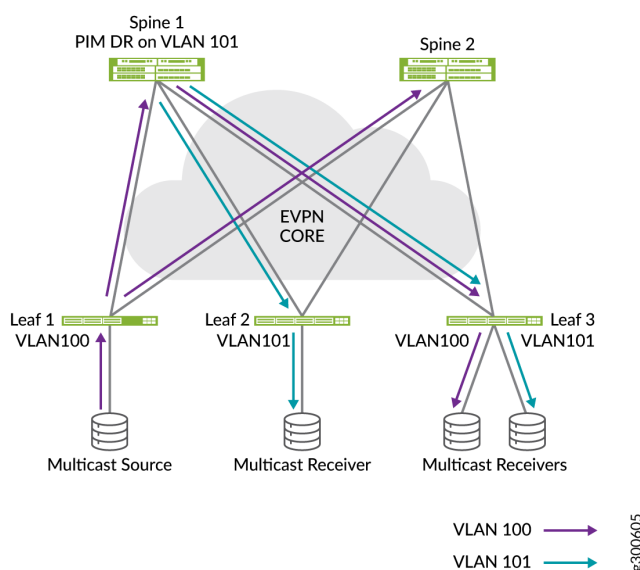 Spine 1
PIM DR on VLAN 101
Spine 2
EVPN
CORE
Leaf 1
VLAN100
Leaf 2
VLAN101
Leaf 3
VLAN100
VLAN101
Multicast Source
Multicast Receiver
Multicast Receivers
VLAN 100
VLAN 101
g300605